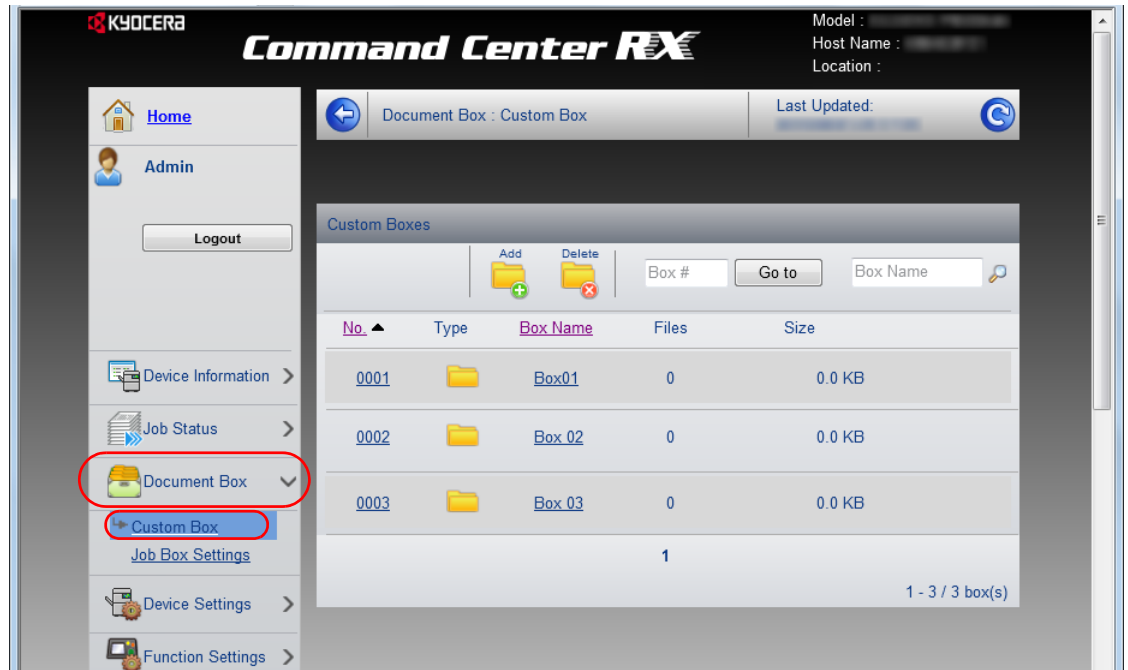 KYOCERA
Command Center RX
Model :
Host Name :
Location :
Home
Admin
Logout
Document Box : Custom Box
Last Updated:
Custom Boxes
Add Delete
Box # Go to Box Name
No. Type Box Name Files Size
0001 Box01 0 0.0 KB
0002 Box 02 0 0.0 KB
0003 Box 03 0 0.0 KB
1
1 - 3 / 3 box(s)
Device Information
Job Status
Document Box
Custom Box
Job Box Settings
Device Settings
Function Settings